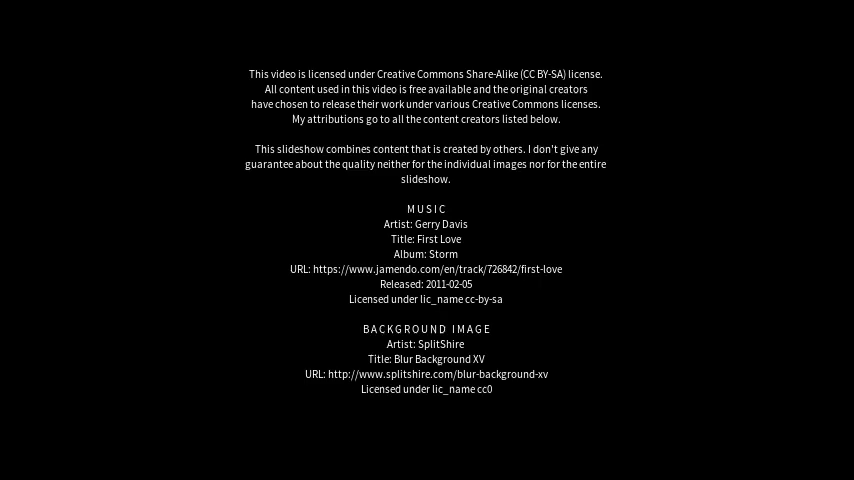 This video is licensed under Creative Commons Share-Alike (CC BY-SA) license.
All content used in this video is free available and the original creators
have chosen to release their work under various Creative Commons licenses.
My attributions go to all the content creators listed below.
This slideshow combines content that is created by others. I don't give any
guarantee about the quality neither for the individual images nor for the entire
slideshow.
MUSIC
Artist: Gerry Davis
Title: First Love
Album: Storm
URL: https://www.jamendo.com/en/track/726842/first-love
Released: 2011-02-05
Licensed under lic_name cc-by-sa
BACKGROUND IMAGE
Artist: SplitShire
Title: Blur Background XV
URL: http://www.splitshire.com/blur-background-xv
Licensed under lic_name cc0